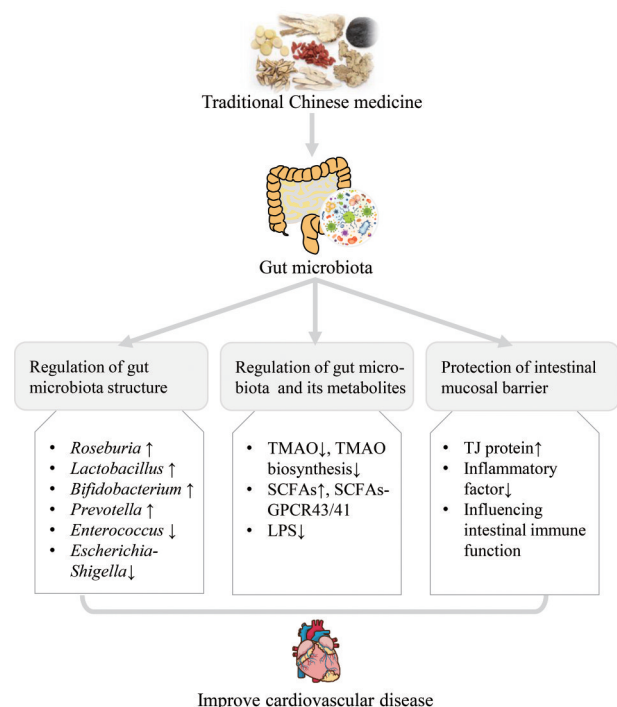 Traditional Chinese medicine
Gut microbiota
Regulation of gut
microbiota structure
Regulation of gut micro-
biota and its metabolites
Protection of intestinal
mucosal barrier
• Roseburia ↑
• Lactobacillus ↑
• Bifidobacterium ↑
• Prevotella ↑
• Enterococcus ↓
• Escherichia-
Shigella↓
• TMAO↓, TMAO
biosynthesis↓
• SCFAs↑, SCFAs-
GPCR43/41
• LPS↓
• TJ protein↑
• Inflammatory
factor↓
• Influencing
intestinal immune
function
Improve cardiovascular disease